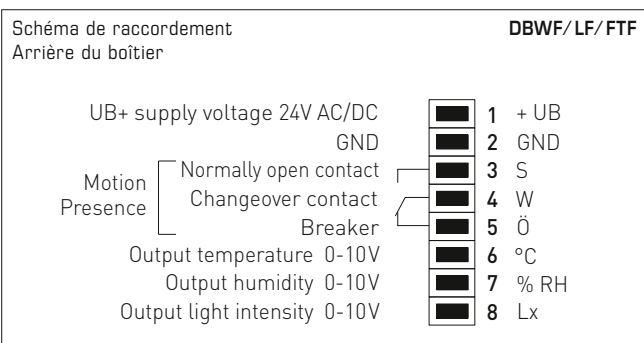 Schéma de raccordement DBWF/LF/FTF
Arrière du boîtier
UB+ supply voltage 24V AC/DC 1 + UB
GND 2 GND
Motion Presence
Normally open contact 3 S
Changeover contact 4 W
Breaker 5 Ö
Output temperature 0-10V 6 °C
Output humidity 0-10V 7 % RH
Output light intensity 0-10V 8 Lx